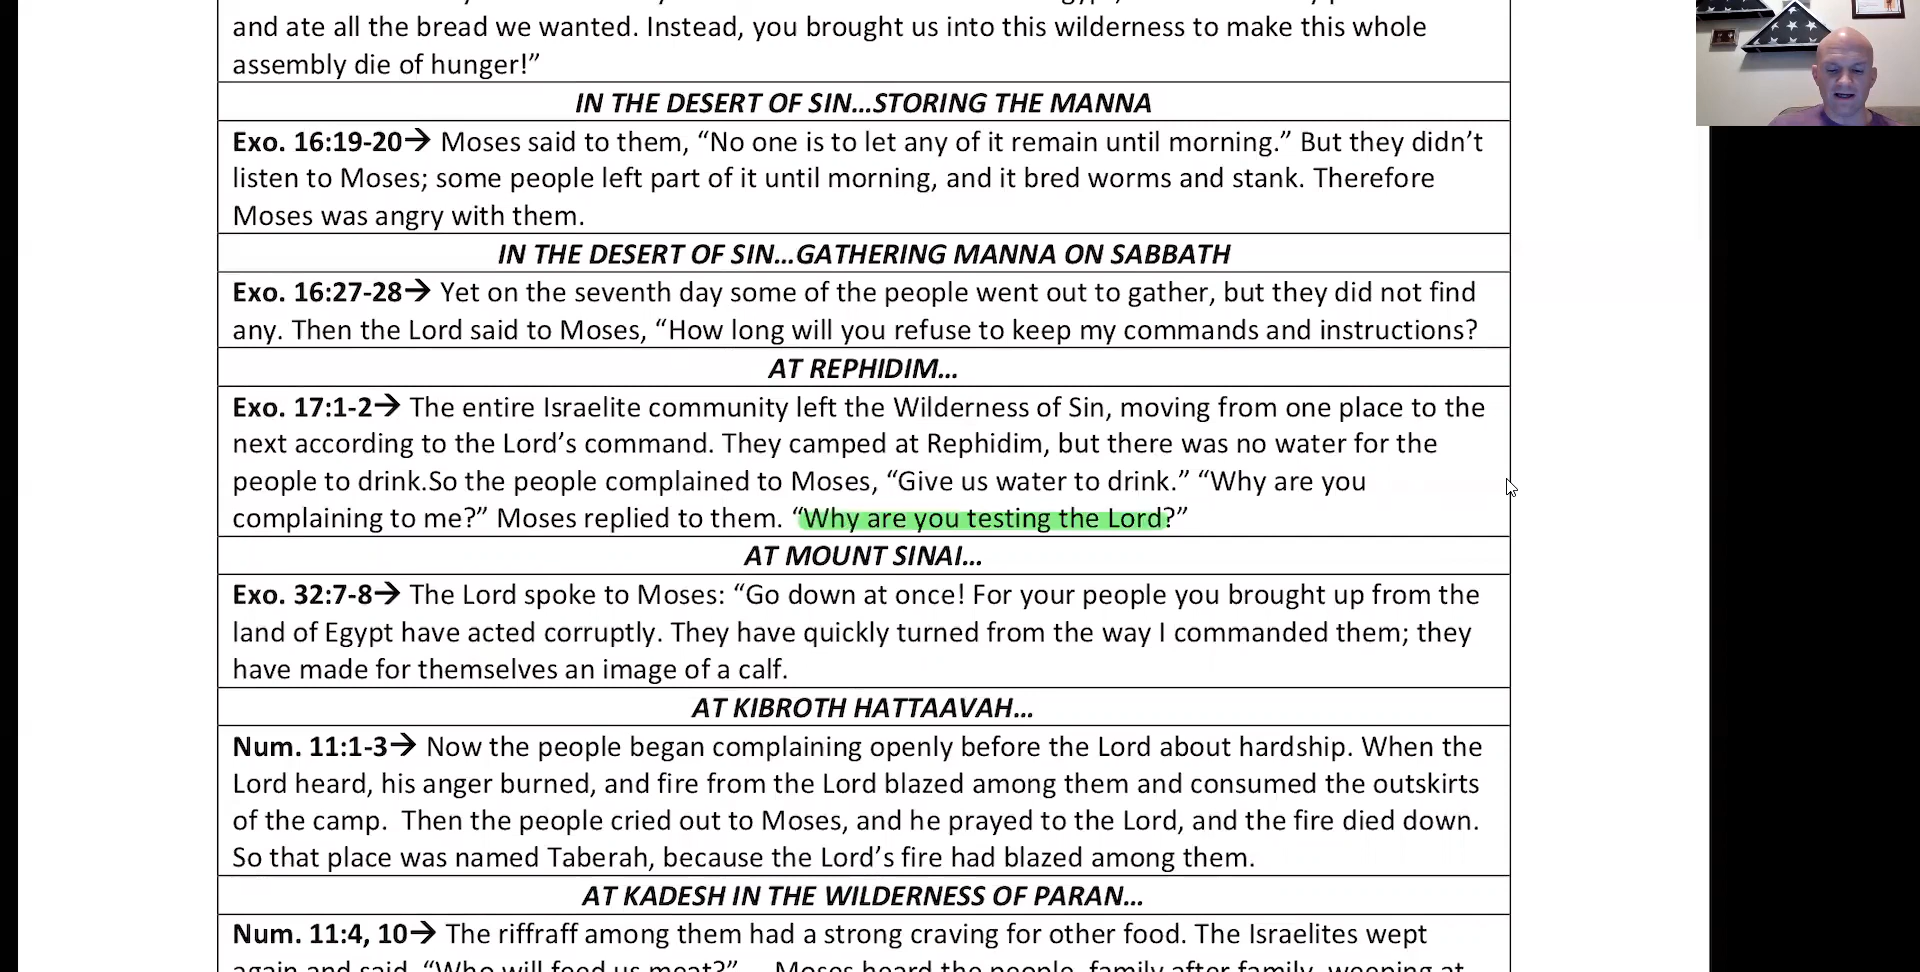 and ate all the bread we wanted. Instead, you brought us into this wilderness to make this whole
assembly die of hunger!”
IN THE DESERT OF SIN…STORING THE MANNA
Exo. 16:19-20→ Moses said to them, “No one is to let any of it remain until morning.” But they didn’t
listen to Moses; some people left part of it until morning, and it bred worms and stank. Therefore
Moses was angry with them.
IN THE DESERT OF SIN…GATHERING MANNA ON SABBATH
Exo. 16:27-28→ Yet on the seventh day some of the people went out to gather, but they did not find
any. Then the Lord said to Moses, “How long will you refuse to keep my commands and instructions?
AT REPHIDIM…
Exo. 17:1-2→ The entire Israelite community left the Wilderness of Sin, moving from one place to the
next according to the Lord’s command. They camped at Rephidim, but there was no water for the
people to drink.So the people complained to Moses, “Give us water to drink.” “Why are you
complaining to me?” Moses replied to them. “Why are you testing the Lord?”
AT MOUNT SINAI…
Exo. 32:7-8→ The Lord spoke to Moses: “Go down at once! For your people you brought up from the
land of Egypt have acted corruptly. They have quickly turned from the way I commanded them; they
have made for themselves an image of a calf.
AT KIBROTH HATTAAVAH…
Num. 11:1-3→ Now the people began complaining openly before the Lord about hardship. When the
Lord heard, his anger burned, and fire from the Lord blazed among them and consumed the outskirts
of the camp.  Then the people cried out to Moses, and he prayed to the Lord, and the fire died down.
So that place was named Taberah, because the Lord’s fire had blazed among them.
AT KADESH IN THE WILDERNESS OF PARAN…
Num. 11:4, 10→ The riffraff among them had a strong craving for other food. The Israelites wept
again and said, “Who will feed us meat?”… Moses heard the people, family after family, weeping at